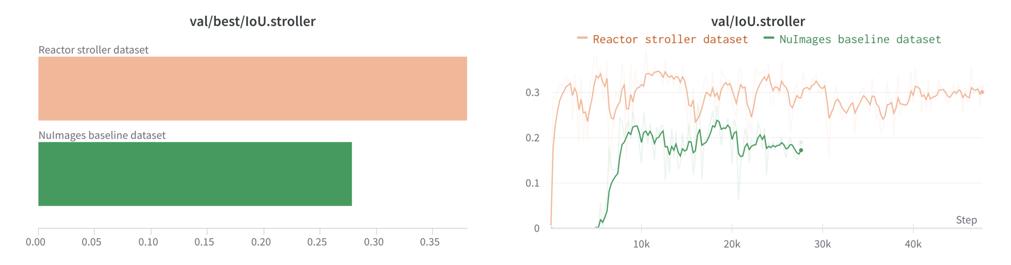 val/best/IoU.stroller
Reactor stroller dataset
NuImages baseline dataset
0.00 0.05 0.10 0.15 0.20 0.25 0.30 0.35
val/IoU.stroller
Reactor stroller dataset NuImages baseline dataset
0.3
0.2
0.1
0
Step
10k 20k 30k 40k